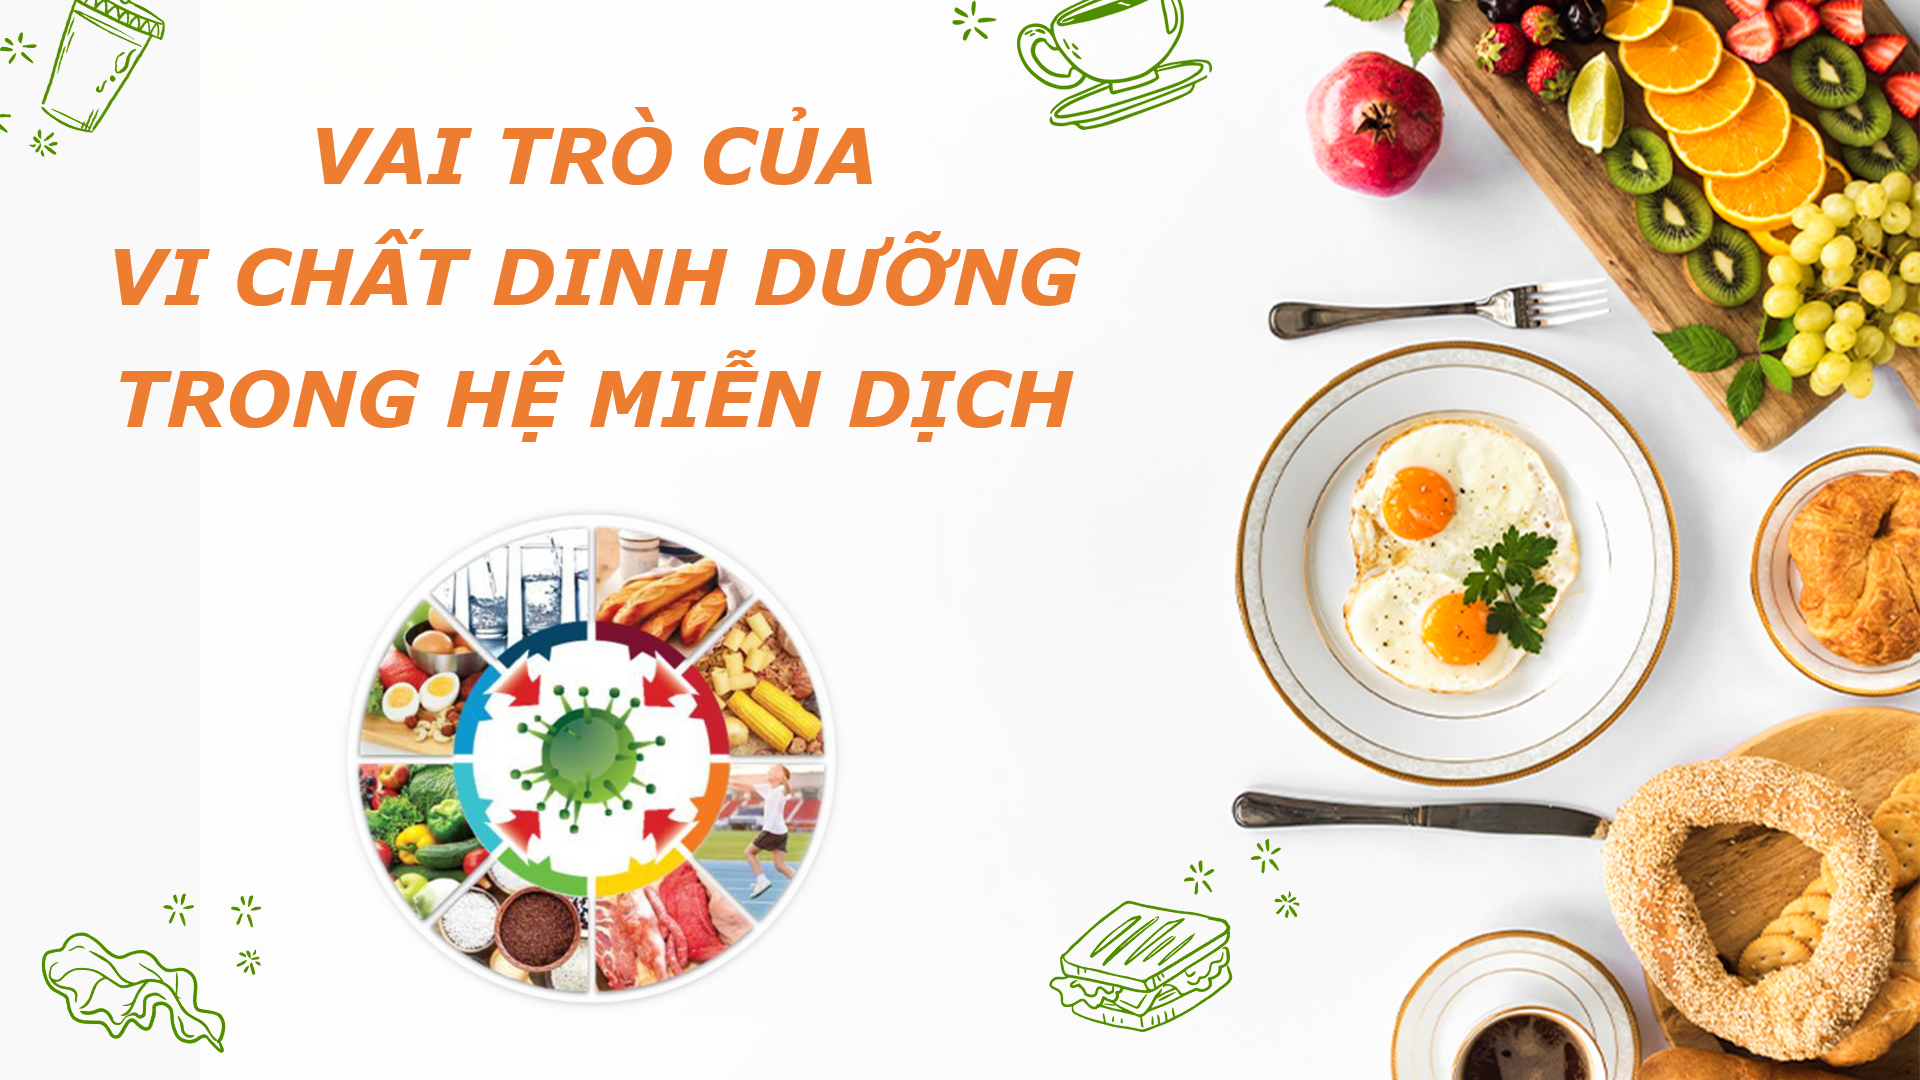 VAI TRÒ CỦA
VI CHẤT DINH DƯỠNG
TRONG HỆ MIỄN DỊCH